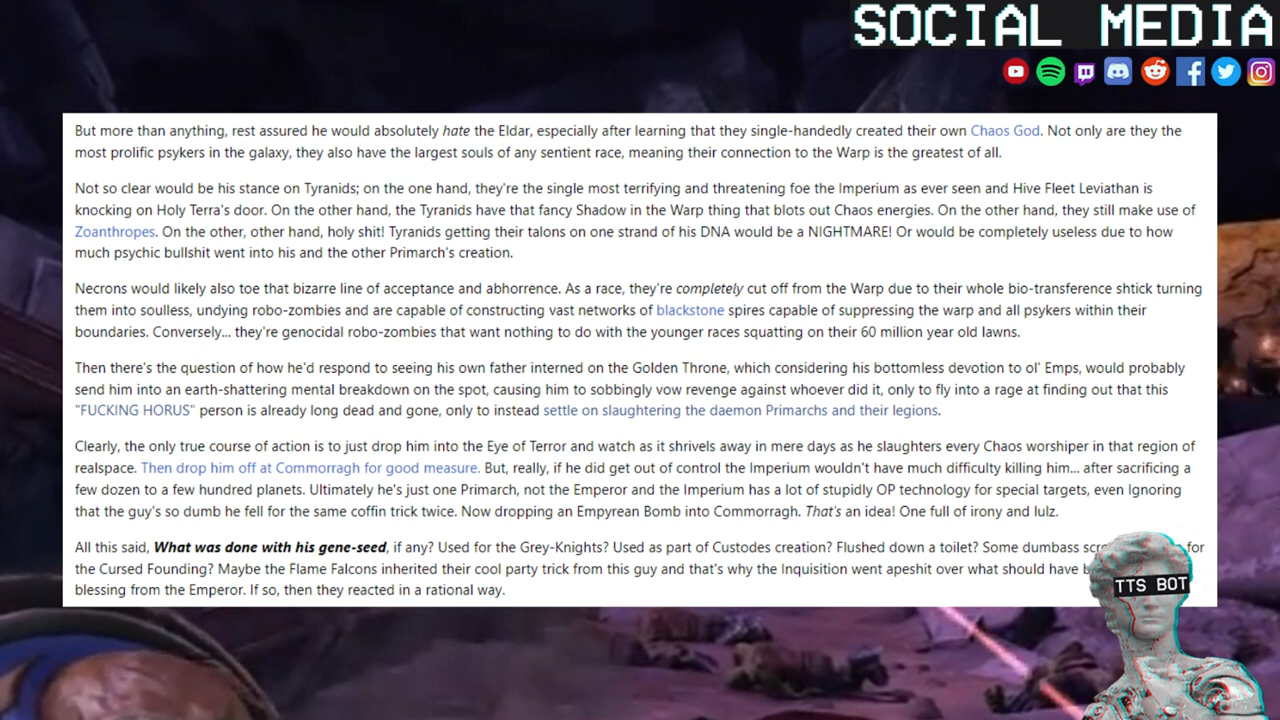 SOCIAL MEDIA
But more than anything, rest assured he would absolutely hate the Eldar, especially after learning that they single-handedly created their own Chaos God. Not only are they the
most prolific psykers in the galaxy, they also have the largest souls of any sentient race, meaning their connection to the Warp is the greatest of all.
Not so clear would be his stance on Tyranids; on the one hand, they're the single most terrifying and threatening foe the Imperium as ever seen and Hive Fleet Leviathan is
knocking on Holy Terra's door. On the other hand, the Tyranids have that fancy Shadow in the Warp thing that blots out Chaos energies. On the other hand, they still make use of
Zoanthropes. On the other, other hand, holy shit! Tyranids getting their talons on one strand of his DNA would be a NIGHTMARE! Or would be completely useless due to how
much psychic bullshit went into his and the other Primarch's creation.
Necrons would likely also toe that bizarre line of acceptance and abhorrence. As a race, they're completely cut off from the Warp due to their whole bio-transference shtick turning
them into soulless, undying robo-zombies and are capable of constructing vast networks of blackstone spires capable of suppressing the warp and all psykers within their
boundaries. Conversely... they're genocidal robo-zombies that want nothing to do with the younger races squatting on their 60 million year old lawns.
Then there's the question of how he'd respond to seeing his own father interned on the Golden Throne, which considering his bottomless devotion to ol' Emps, would probably
send him into an earth-shattering mental breakdown on the spot, causing him to sobbingly vow revenge against whoever did it, only to fly into a rage at finding out that this
"FUCKING HORUS" person is already long dead and gone, only to instead settle on slaughtering the daemon Primarchs and their legions.
Clearly, the only true course of action is to just drop him into the Eye of Terror and watch as it shrivels away in mere days as he slaughters every Chaos worshiper in that region of
realspace. Then drop him off at Commorragh for good measure. But, really, if he did get out of control the Imperium wouldn't have much difficulty killing him... after sacrificing a
few dozen to a few hundred planets. Ultimately he's just one Primarch, not the Emperor and the Imperium has a lot of stupidly OP technology for special targets, even Ignoring
that the guy's so dumb he fell for the same coffin trick twice. Now dropping an Empyrean Bomb into Commorragh. That's an idea! One full of irony and lulz.
All this said, What was done with his gene-seed, if any? Used for the Grey-Knights? Used as part of Custodes creation? Flushed down a toilet? Some dumbass for
the Cursed Founding? Maybe the Flame Falcons inherited their cool party trick from this guy and that's why the Inquisition went apeshit over what should have
blessing from the Emperor. If so, then they reacted in a rational way.
TTS BOT